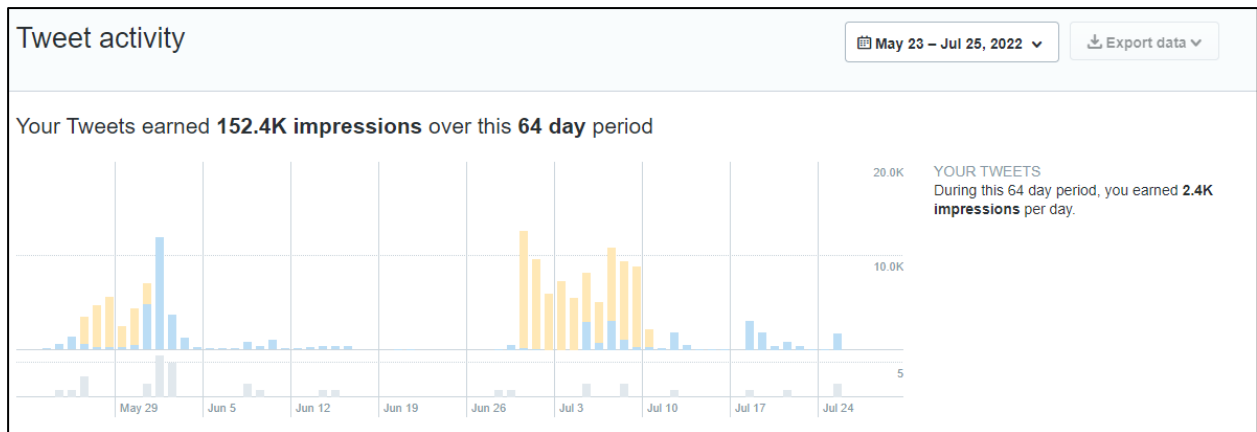 Tweet activity
May 23 – Jul 25, 2022
Export data
Your Tweets earned 152.4K impressions over this 64 day period
20.0K
10.0K
5
YOUR TWEETS
During this 64 day period, you earned 2.4K
impressions per day.
May 29
Jun 5
Jun 12
Jun 19
Jun 26
Jul 3
Jul 10
Jul 17
Jul 24